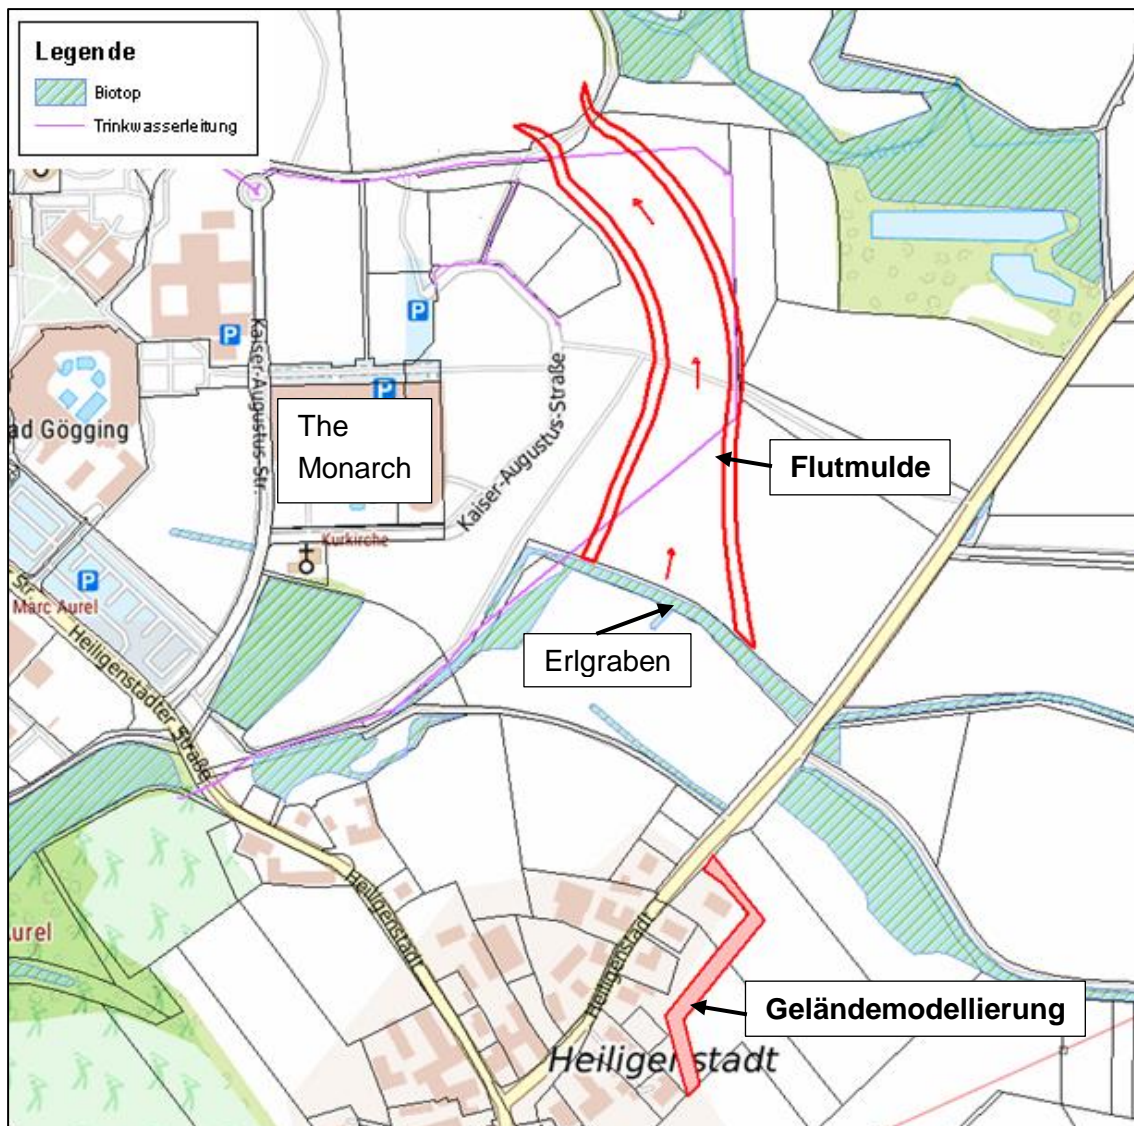 Legende
Biotop
Trinkwasserleitung
P
P
P
Kaiser-Augustus-Str.
Kaiser-Augustus-Straße
ad Gögging
The
Monarch
Flutmulde
Kurkirche
P
Str.
Marc Aurel
Erlgraben
Heiligenstädter Straße
Heiligenstadt
Heiligenstadt
urel
Geländemodellierung
Heiligenstadt